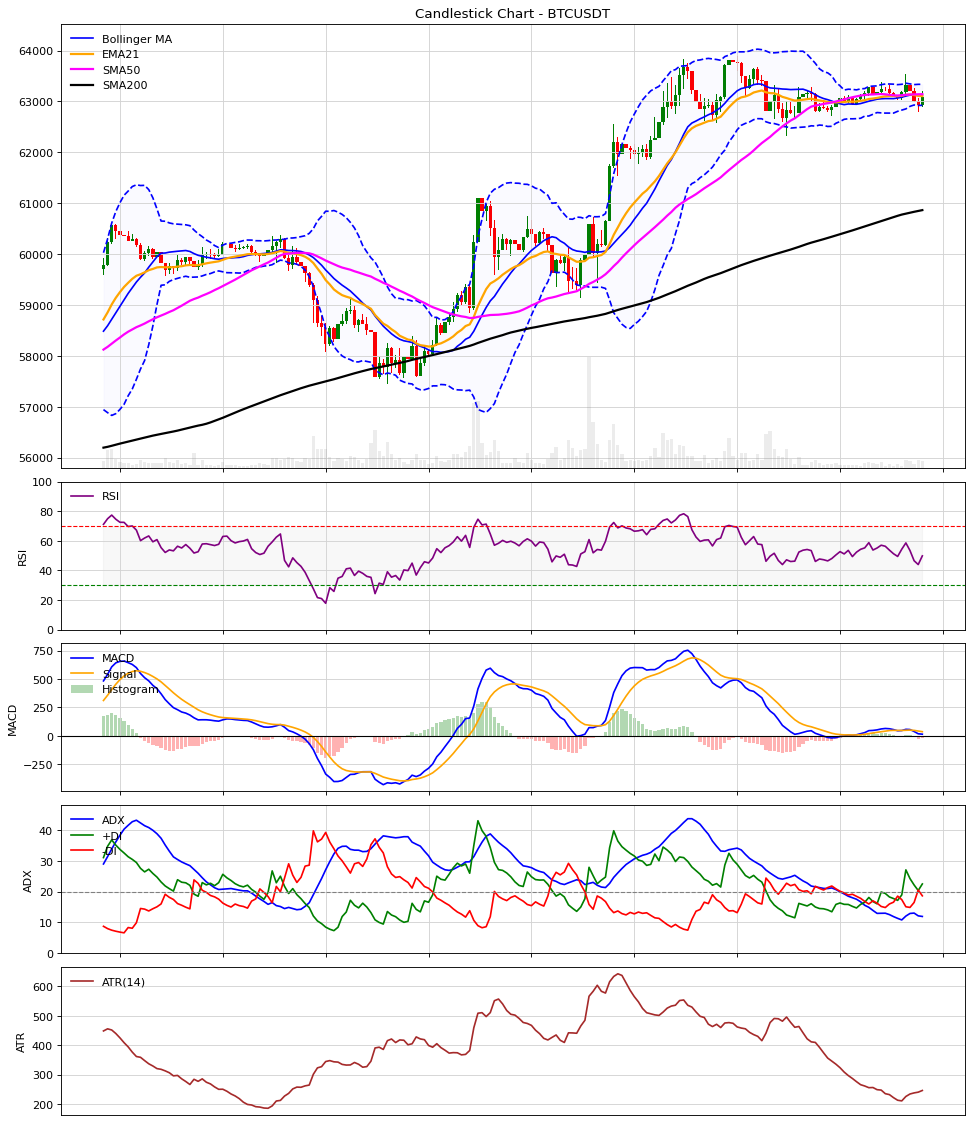 Candlestick Chart - BTCUSDT
Bollinger MA
EMA21
SMA50
SMA200
64000
63000
62000
61000
60000
59000
58000
57000
56000
RSI
RSI
100
80
60
40
20
0
MACD
Signal
Histogram
MACD
750
500
250
0
−250
ADX
+DI
-DI
ADX
40
30
20
10
0
ATR(14)
ATR
600
500
400
300
200